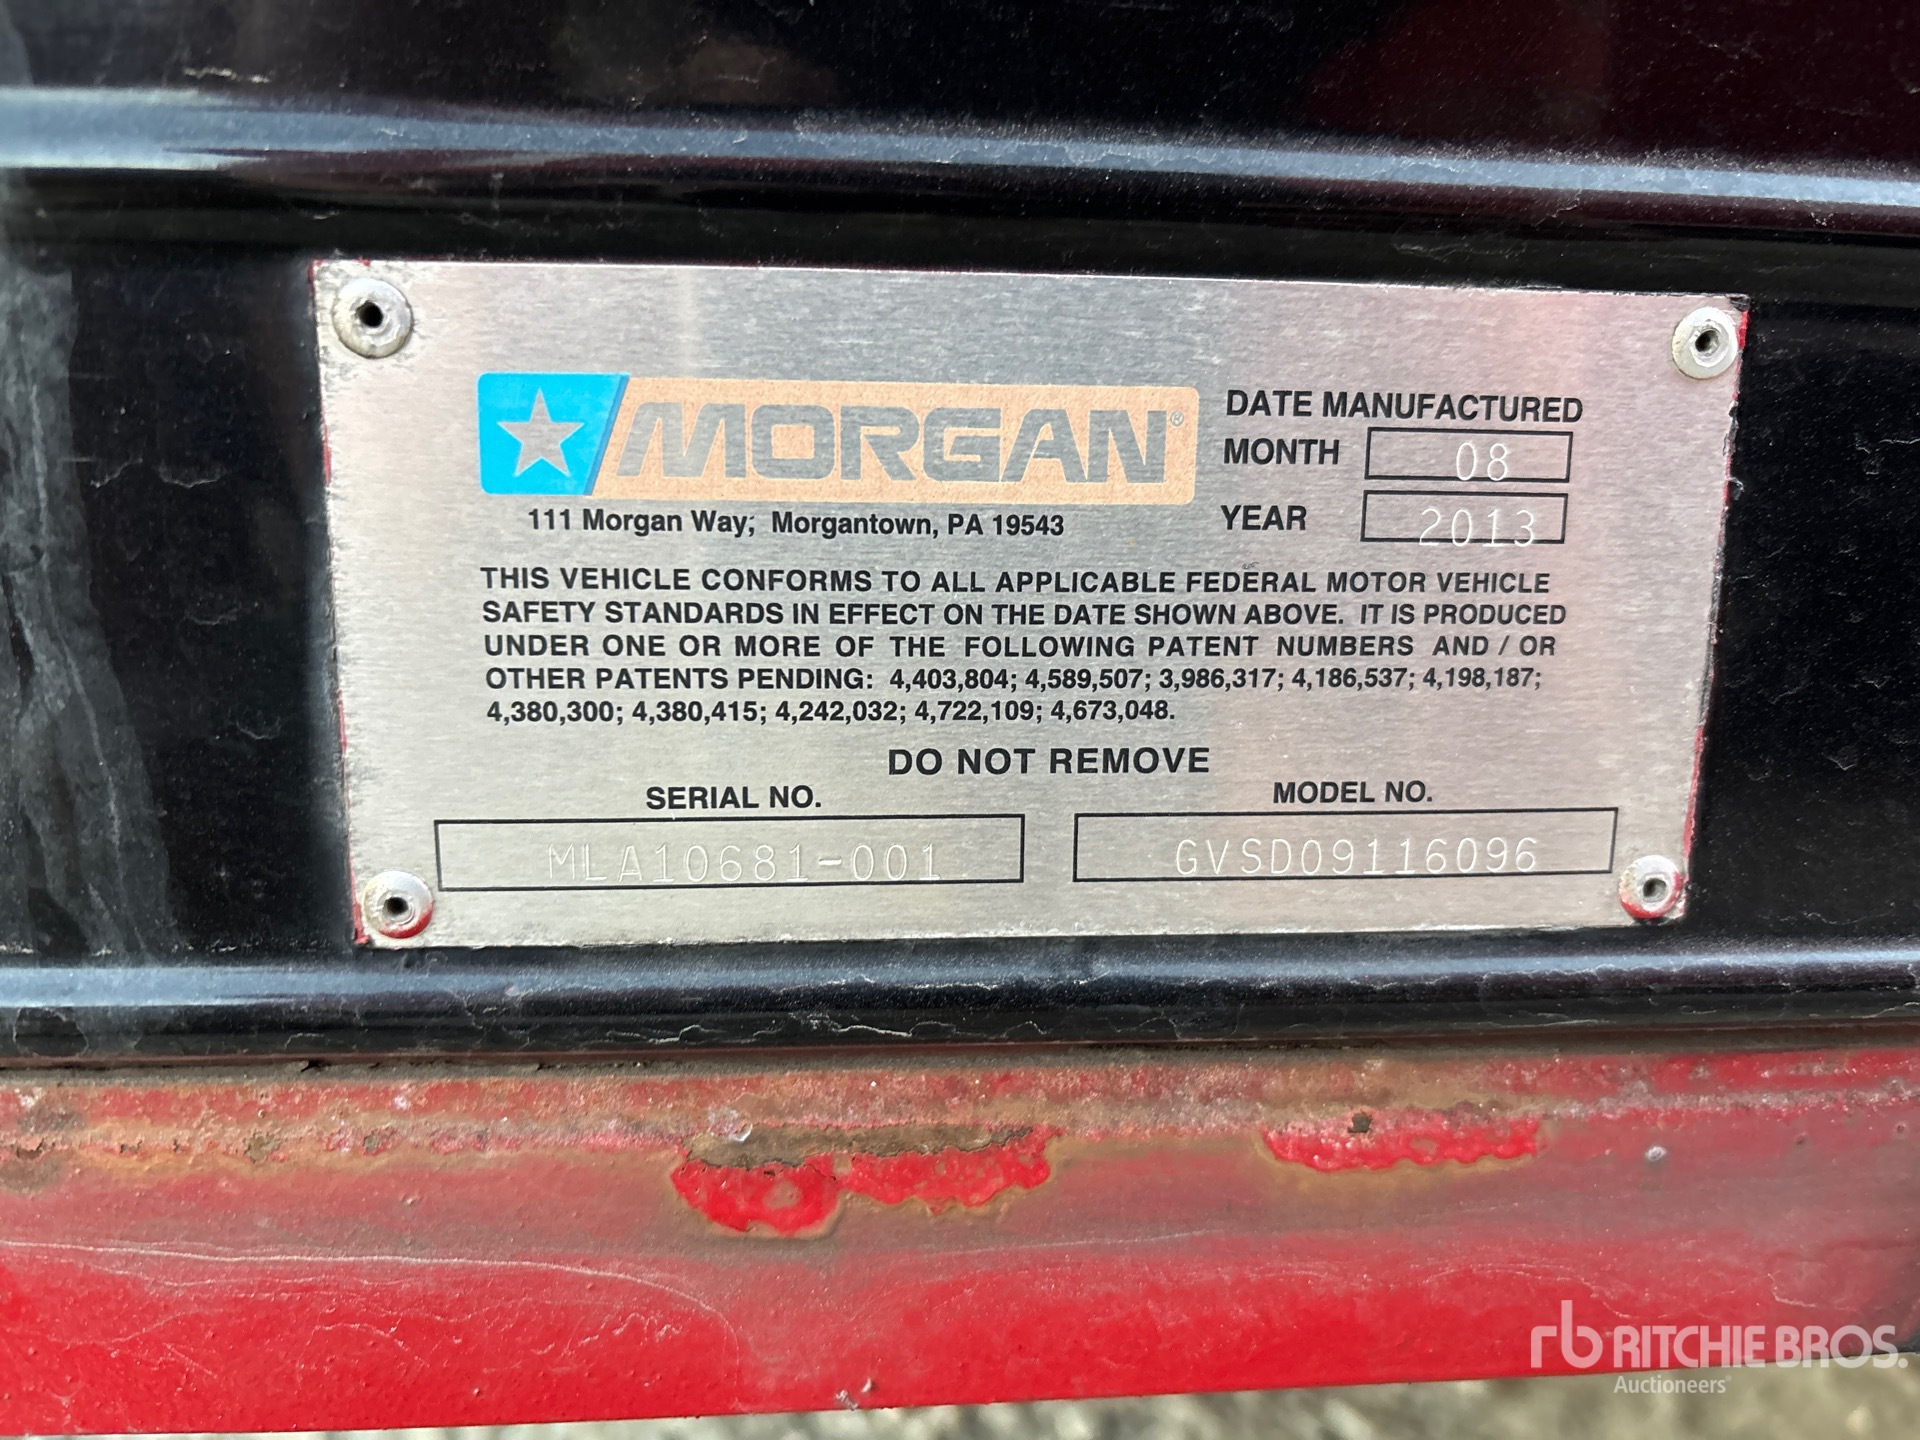 MORGAN®
111 Morgan Way; Morgantown, PA 19543
DATE MANUFACTURED
MONTH 08
YEAR 2013
THIS VEHICLE CONFORMS TO ALL APPLICABLE FEDERAL MOTOR VEHICLE
SAFETY STANDARDS IN EFFECT ON THE DATE SHOWN ABOVE. IT IS PRODUCED
UNDER ONE OR MORE OF THE FOLLOWING PATENT NUMBERS AND / OR
OTHER PATENTS PENDING: 4,403,804; 4,589,507; 3,986,317; 4,186,537; 4,198,187;
4,380,300; 4,380,415; 4,242,032; 4,722,109; 4,673,048.
DO NOT REMOVE
SERIAL NO.
MLA10681-001
MODEL NO.
GVSD09116096
rb RITCHIE BROS.
Auctioneers